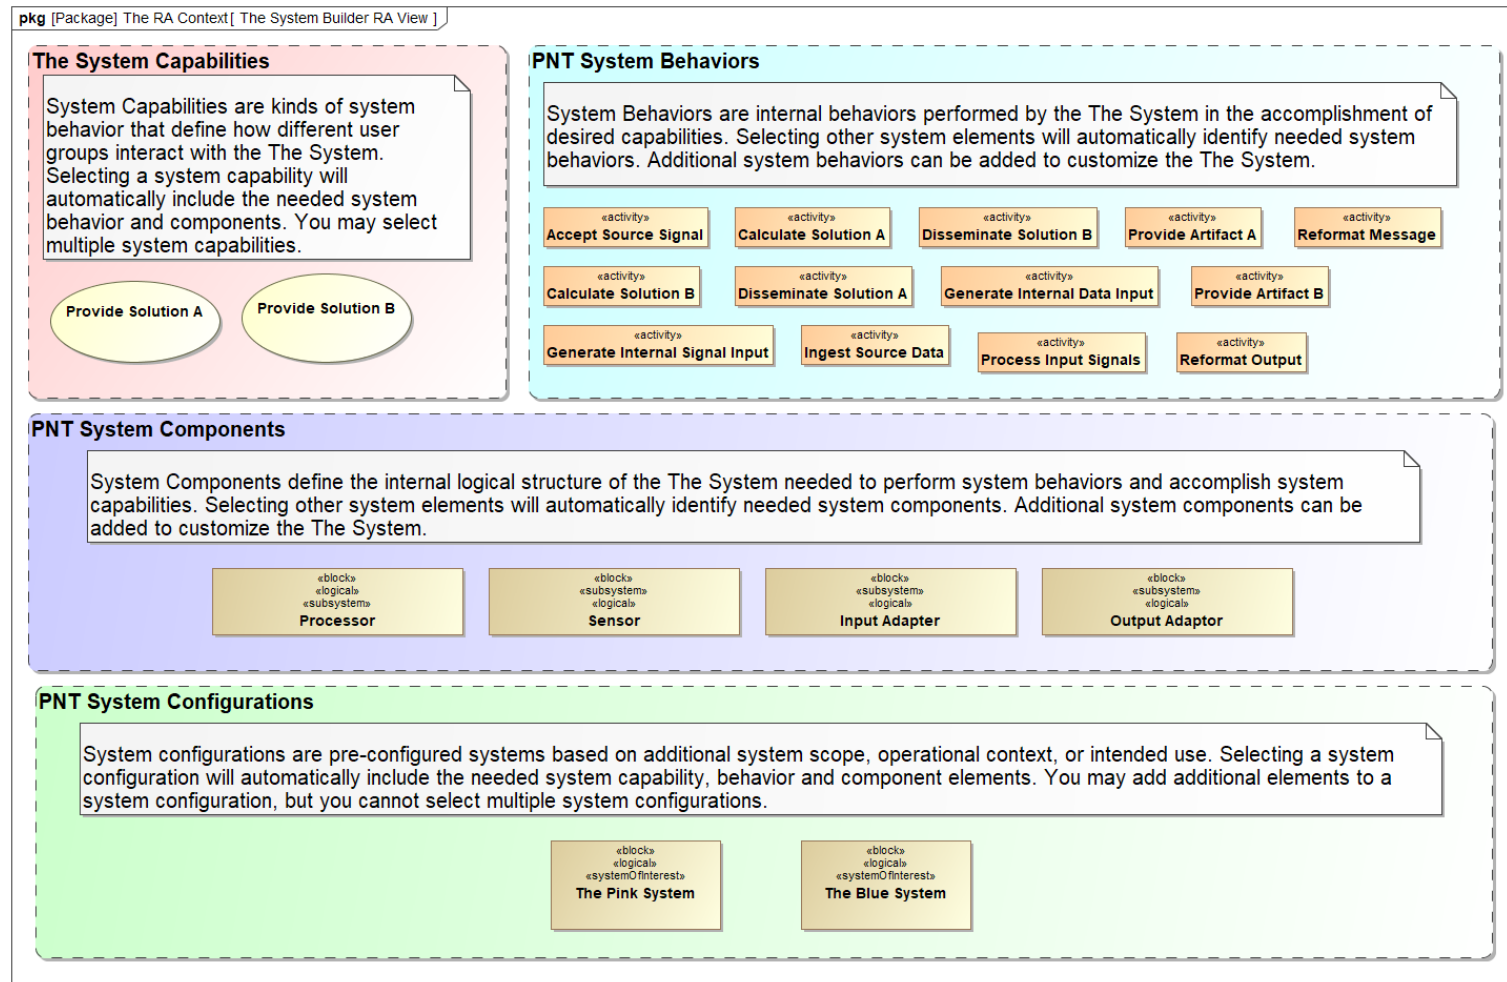 pkg [Package] The RA Context [ The System Builder RA View ]
The System Capabilities
System Capabilities are kinds of system
behavior that define how different user
groups interact with the The System.
Selecting a system capability will
automatically include the needed system
behavior and components. You may select
multiple system capabilities.
Provide Solution A
Provide Solution B
PNT System Behaviors
System Behaviors are internal behaviors performed by the The System in the accomplishment of
desired capabilities. Selecting other system elements will automatically identify needed system
behaviors. Additional system behaviors can be added to customize the The System.
«activity»
Accept Source Signal
«activity»
Calculate Solution A
«activity»
Disseminate Solution B
«activity»
Provide Artifact A
«activity»
Reformat Message
«activity»
Calculate Solution B
«activity»
Disseminate Solution A
«activity»
Generate Internal Data Input
«activity»
Provide Artifact B
«activity»
Generate Internal Signal Input
«activity»
Ingest Source Data
«activity»
Process Input Signals
«activity»
Reformat Output
PNT System Components
System Components define the internal logical structure of the The System needed to perform system behaviors and accomplish system
capabilities. Selecting other system elements will automatically identify needed system components. Additional system components can be
added to customize the The System.
«block»
«logical»
«subsystem»
Processor
«block»
«subsystem»
«logical»
Sensor
«block»
«subsystem»
«logical»
Input Adapter
«block»
«subsystem»
«logical»
Output Adaptor
PNT System Configurations
System configurations are pre-configured systems based on additional system scope, operational context, or intended use. Selecting a system
configuration will automatically include the needed system capability, behavior and component elements. You may add additional elements to a
system configuration, but you cannot select multiple system configurations.
«block»
«logical»
«systemOfInterest»
The Pink System
«block»
«logical»
«systemOfInterest»
The Blue System